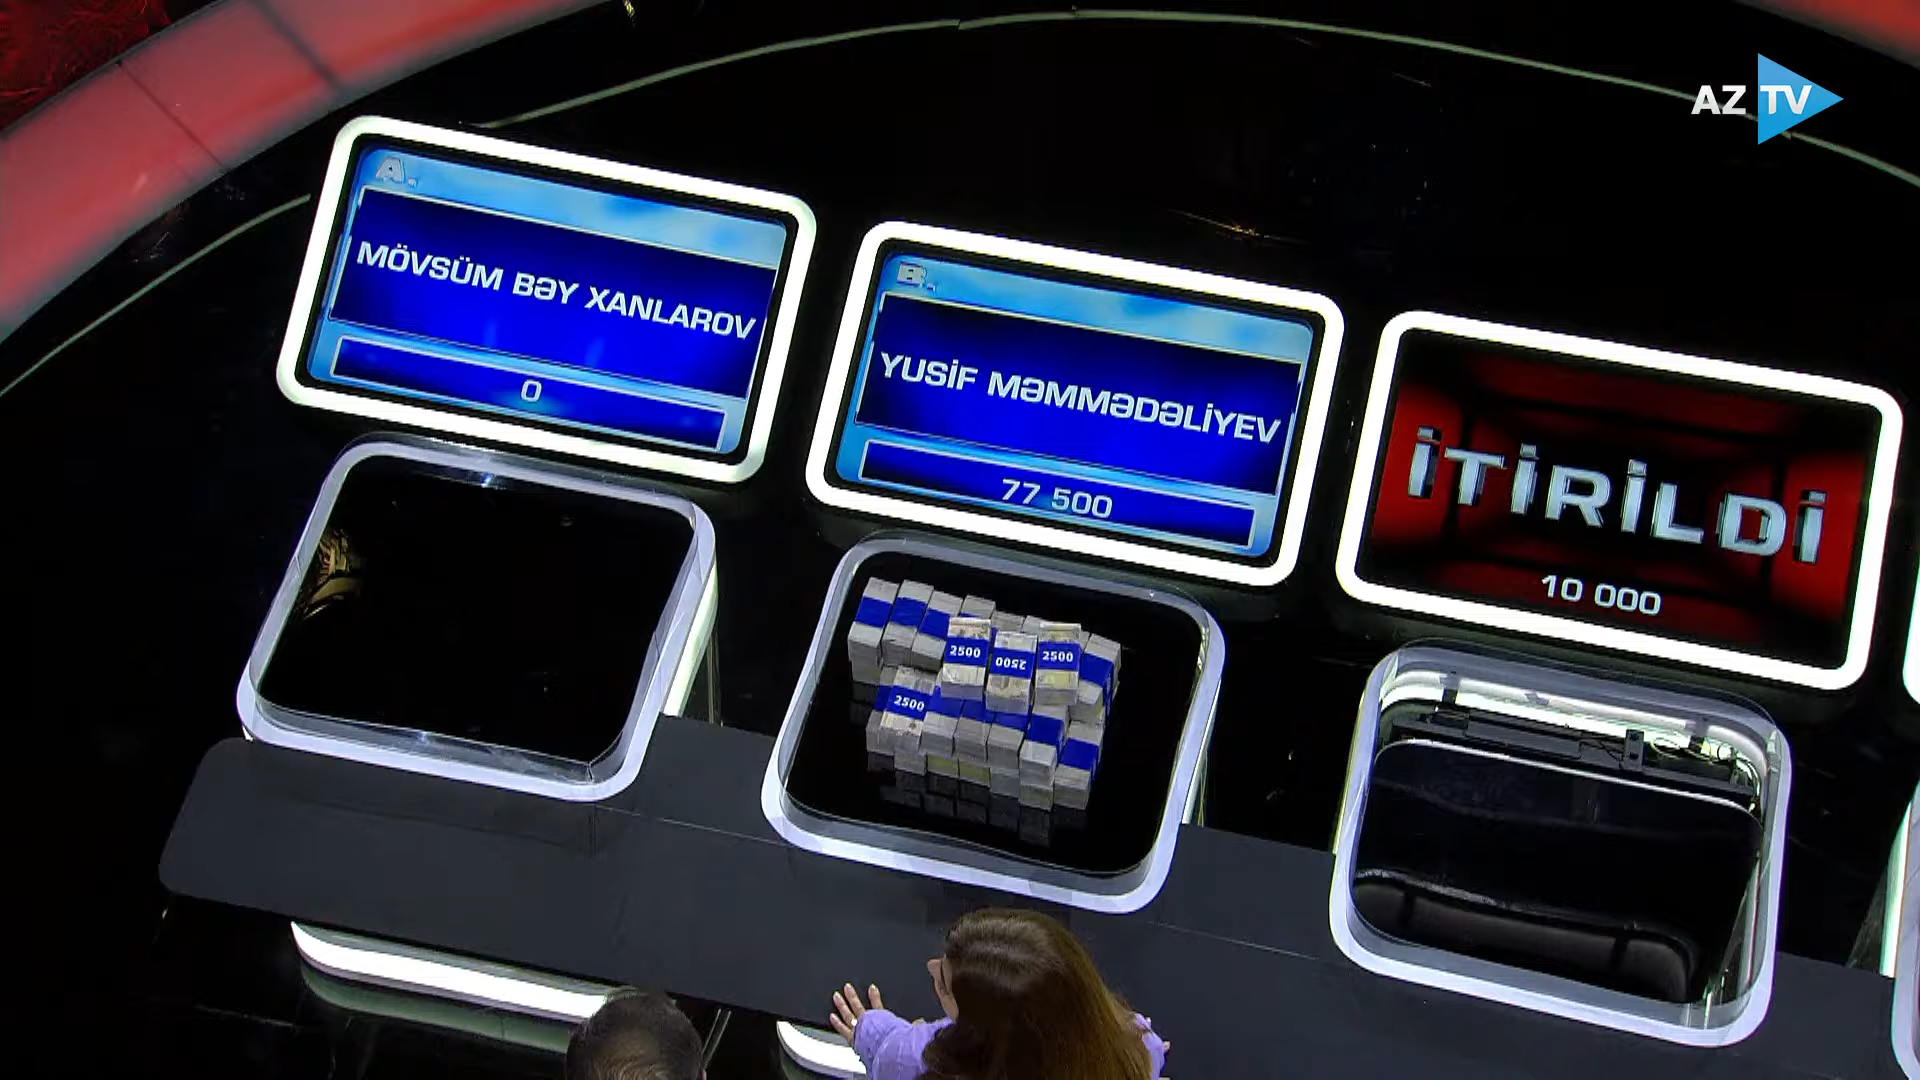 AZ TV
A.
MÖVSÜM BƏY XANLAROV
0
B.
YUSİF MƏMMƏDƏLİYEV
77 500
İTİRİLDİ
10 000
2500
2500
2500
2500